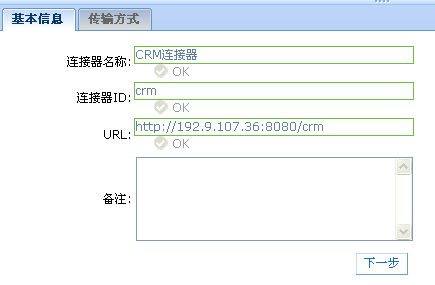 基本信息 传输方式
连接器名称: CRM连接器
OK
连接器ID: crm
OK
URL: http://192.9.107.36:8080/crm
OK
备注:
下一步